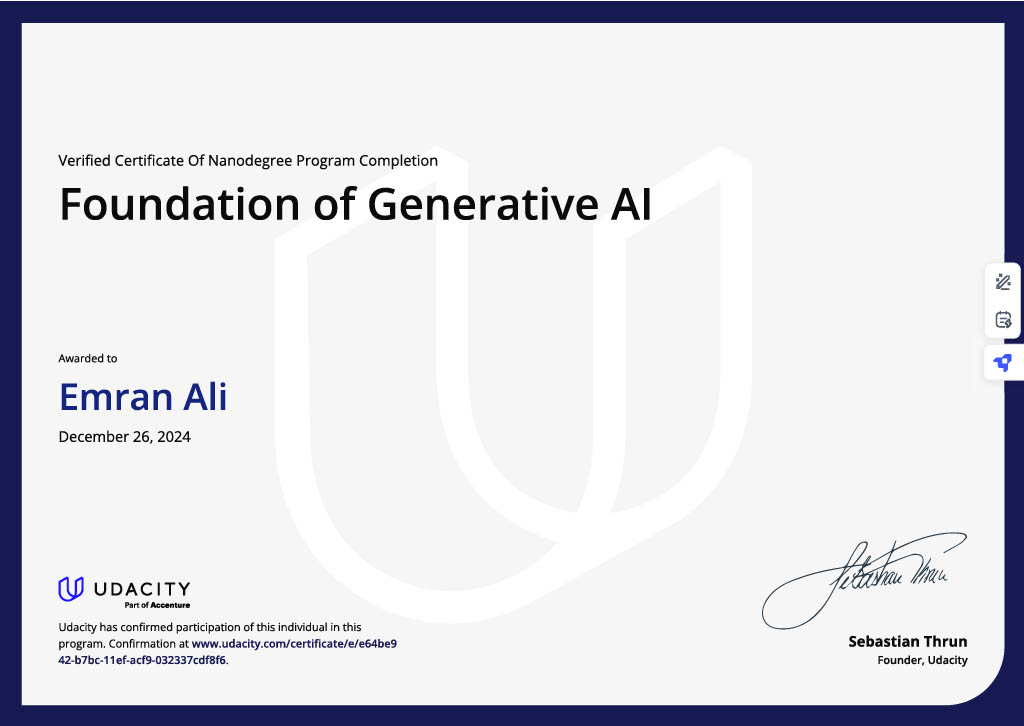 Verified Certificate Of Nanodegree Program Completion
Foundation of Generative AI
Awarded to
Emran Ali
December 26, 2024
UDACITY
Part of Accenture
Udacity has confirmed participation of this individual in this
program. Confirmation at www.udacity.com/certificate/e/e64be9
42-b7bc-11ef-acf9-032337cdf8f6.
Sebastian Thrun
Sebastian Thrun
Founder, Udacity